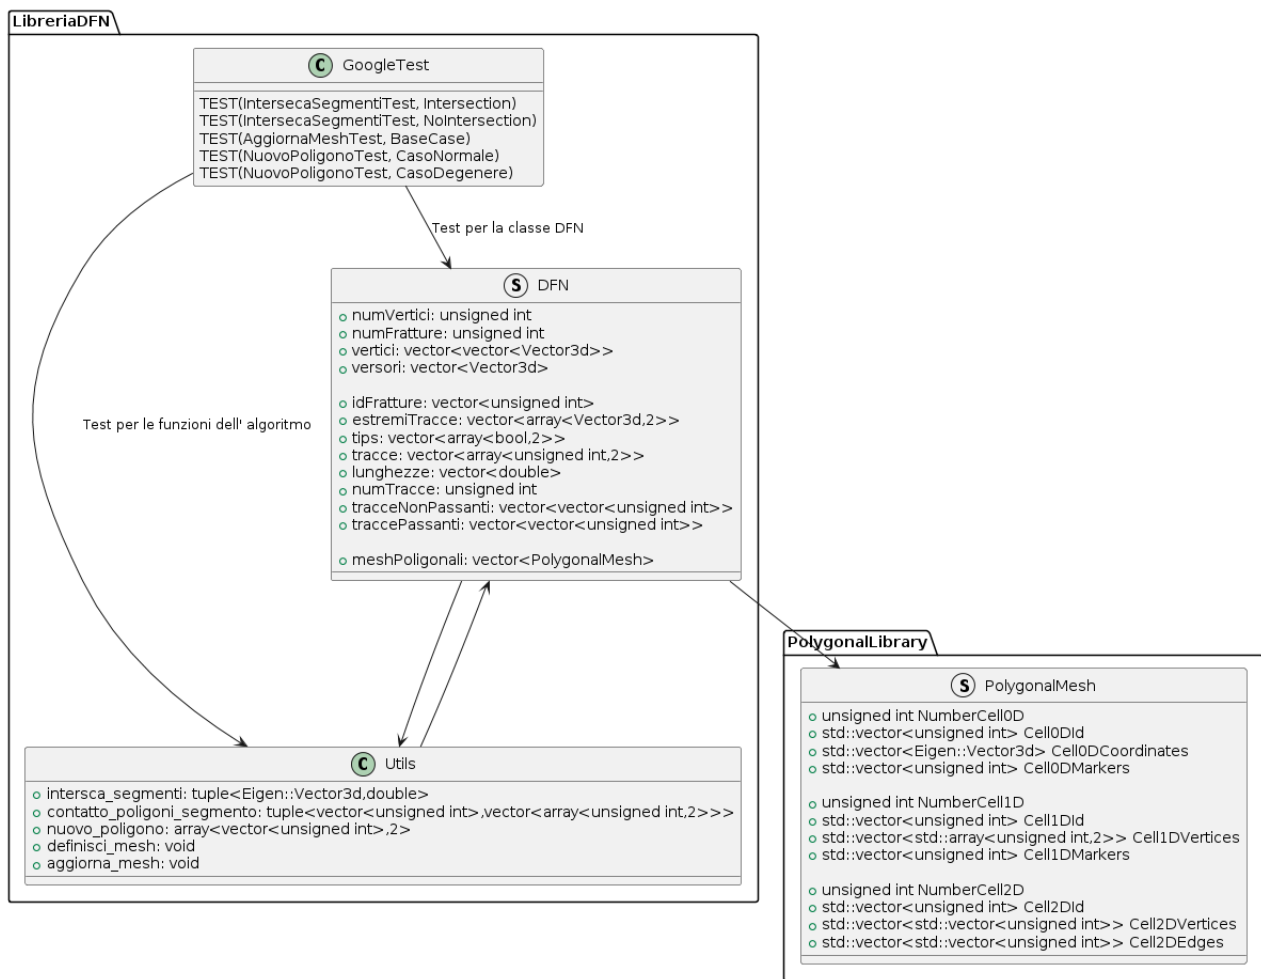 LibreriaDFN
C GoogleTest
TEST(IntersecaSegmentiTest, Intersection)
TEST(IntersecaSegmentiTest, NoIntersection)
TEST(AggiornaMeshTest, BaseCase)
TEST(NuovoPoligonoTest, CasoNormale)
TEST(NuovoPoligonoTest, CasoDegenere)
Test per la classe DFN
S DFN
numVertici: unsigned int
numFratture: unsigned int
vertici: vector<vector<Vector3d>>
versori: vector<Vector3d>
idFratture: vector<unsigned int>
estremiTracce: vector<array<Vector3d,2>>
tips: vector<array<bool,2>>
tracce: vector<array<unsigned int,2>>
lunghezze: vector<double>
numTracce: unsigned int
tracceNonPassanti: vector<vector<unsigned int>>
traccePassanti: vector<vector<unsigned int>>
meshPoligonali: vector<PolygonalMesh>
Test per le funzioni dell' algoritmo
C Utils
intersca_segmenti: tuple<Eigen::Vector3d,double>
contatto_poligoni_segmento: tuple<vector<unsigned int>,vector<array<unsigned int,2>>>
nuovo_poligono: array<vector<unsigned int>,2>
definisci_mesh: void
aggiorna_mesh: void
PolygonalLibrary
S PolygonalMesh
unsigned int NumberCell0D
std::vector<unsigned int> Cell0DId
std::vector<Eigen::Vector3d> Cell0DCoordinates
std::vector<unsigned int> Cell0DMarkers
unsigned int NumberCell1D
std::vector<unsigned int> Cell1DId
std::vector<std::array<unsigned int,2>> Cell1DVertices
std::vector<unsigned int> Cell1DMarkers
unsigned int NumberCell2D
std::vector<unsigned int> Cell2DId
std::vector<std::vector<unsigned int>> Cell2DVertices
std::vector<std::vector<unsigned int>> Cell2DEdges